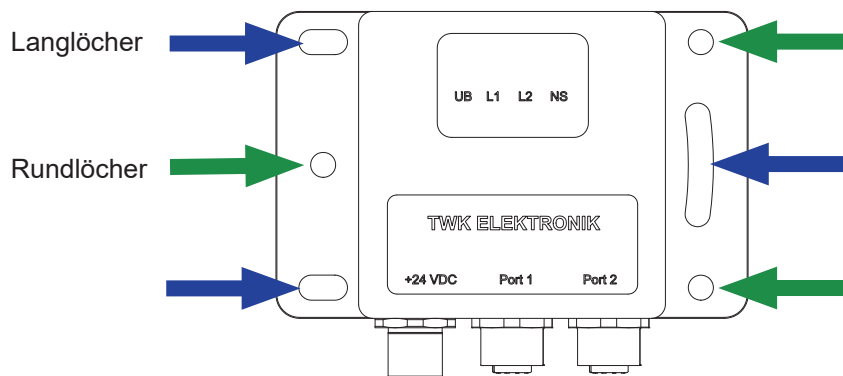 Langlöcher
UB L1 L2 NS
Rundlöcher
TWK ELEKTRONIK
+24 VDC Port 1 Port 2